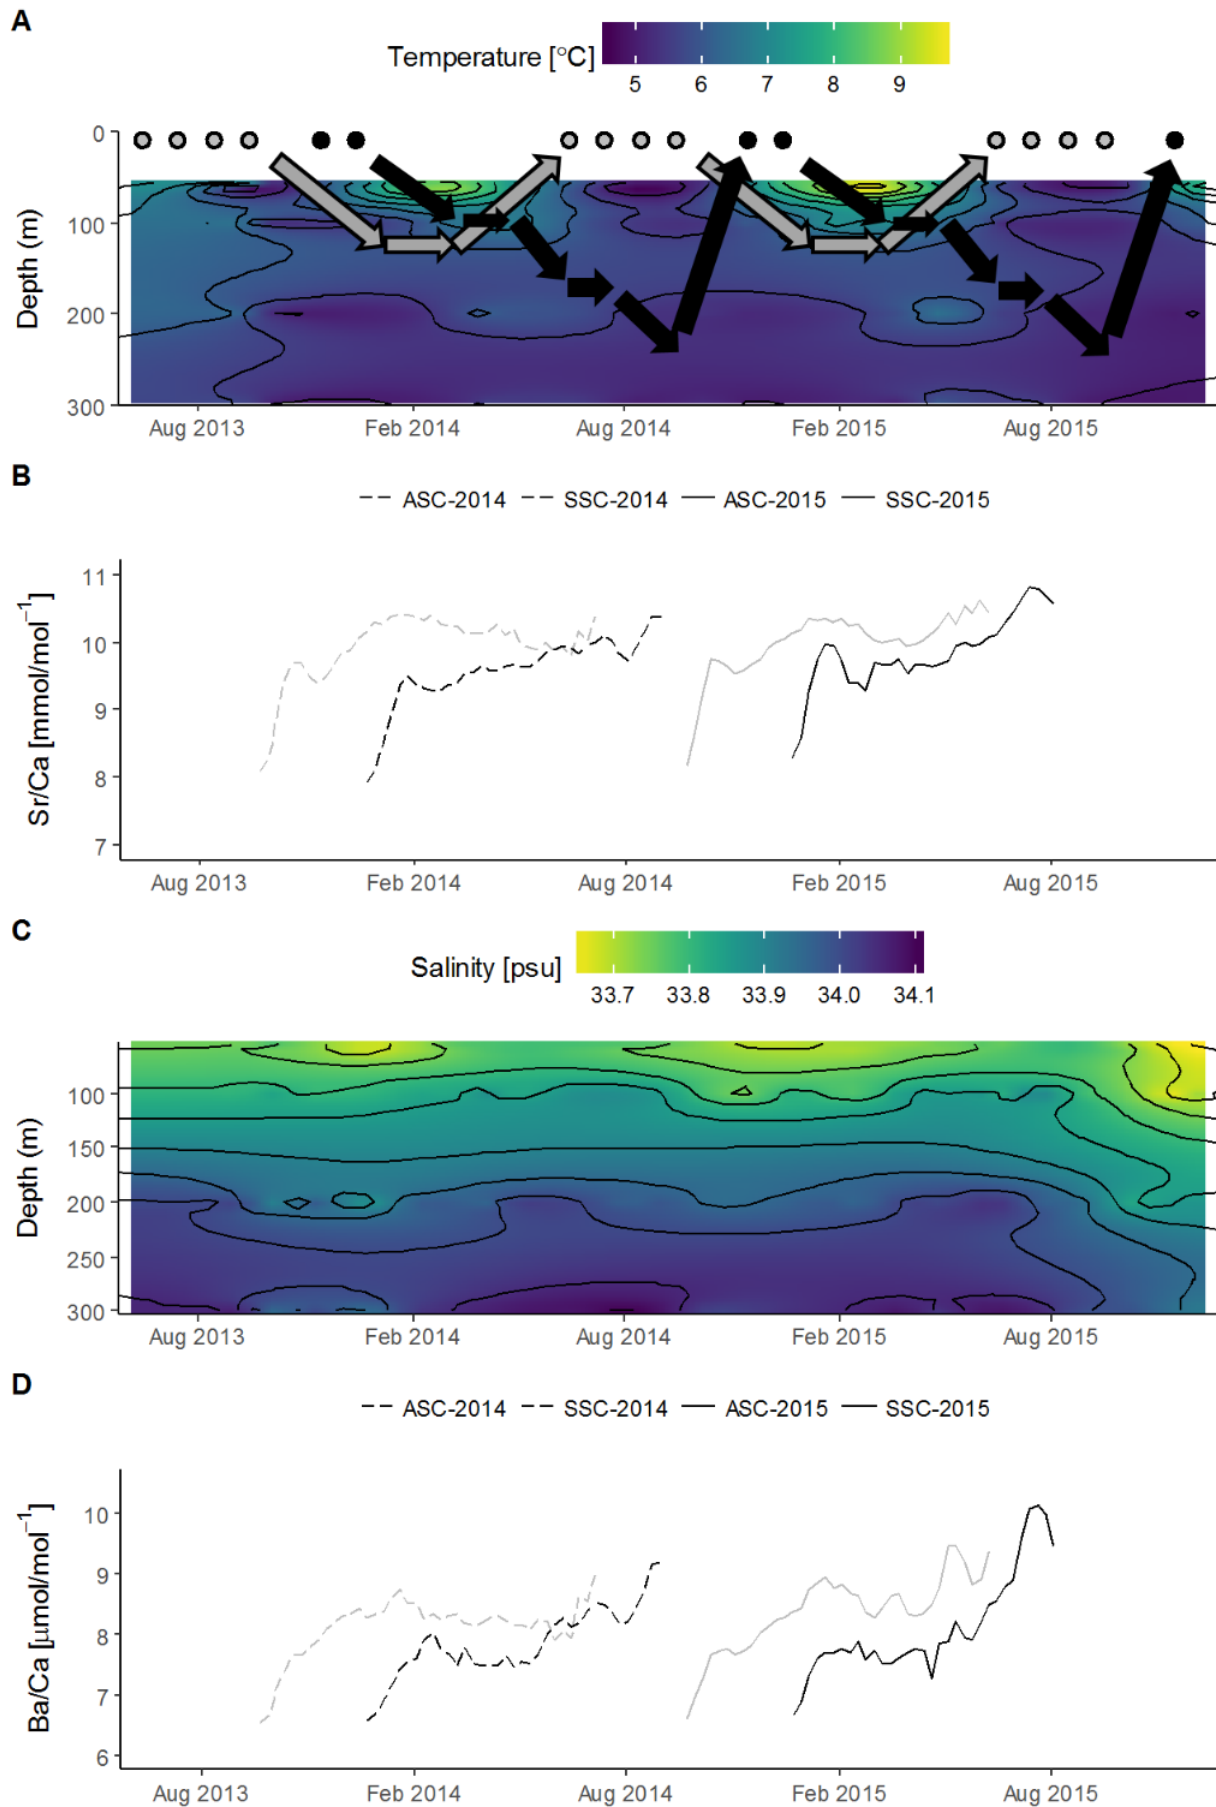 A
Temperature [°C]
5 6 7 8 9
0
100
200
300
Depth (m)
Aug 2013 Feb 2014 Aug 2014 Feb 2015 Aug 2015
B
ASC-2014 SSC-2014 ASC-2015 SSC-2015
11
10
9
8
7
Sr/Ca [mmol/mol⁻¹]
Aug 2013 Feb 2014 Aug 2014 Feb 2015 Aug 2015
C
Salinity [psu]
33.7 33.8 33.9 34.0 34.1
100
150
200
250
300
Depth (m)
Aug 2013 Feb 2014 Aug 2014 Feb 2015 Aug 2015
D
ASC-2014 SSC-2014 ASC-2015 SSC-2015
10
9
8
7
6
Ba/Ca [µmol/mol⁻¹]
Aug 2013 Feb 2014 Aug 2014 Feb 2015 Aug 2015